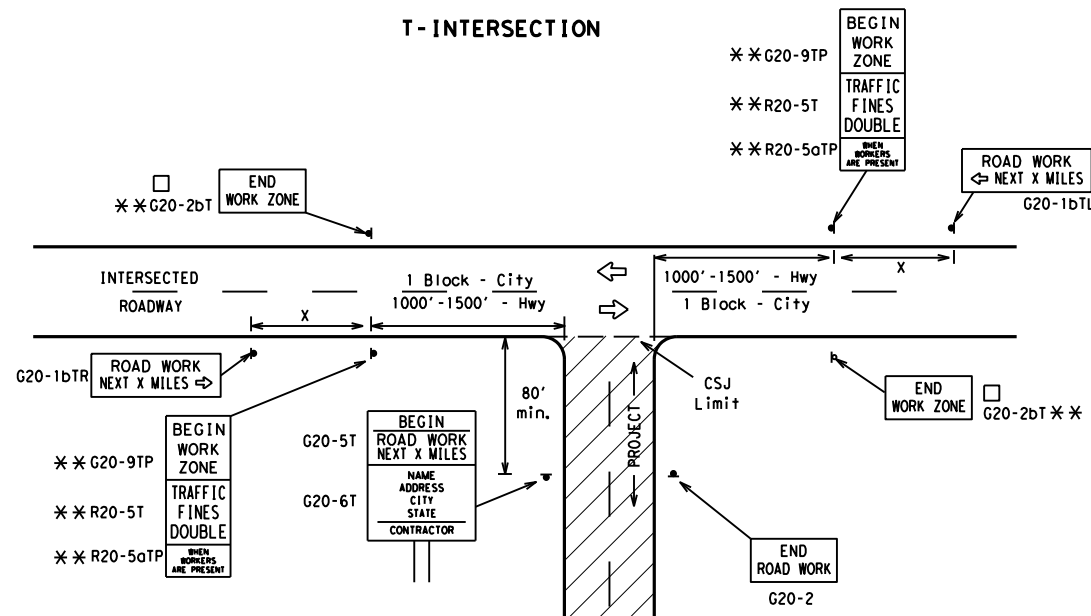 T-INTERSECTION
BEGIN
WORK
ZONE
TRAFFIC
FINES
DOUBLE
WHEN
WORKERS
ARE PRESENT
**G20-9TP
**R20-5T
**R20-5aTP
ROAD WORK
⇦ NEXT X MILES
G20-1bTL
□
**G20-2bT
END
WORK ZONE
INTERSECTED
ROADWAY
1 Block - City
1000'-1500' - Hwy
1000'-1500' - Hwy
1 Block - City
X
X
G20-1bTR
ROAD WORK
NEXT X MILES ⇨
80'
min.
PROJECT
CSJ
Limit
END
WORK ZONE
□
G20-2bT **
**G20-9TP
**R20-5T
**R20-5aTP
BEGIN
WORK
ZONE
TRAFFIC
FINES
DOUBLE
WHEN
WORKERS
ARE PRESENT
G20-5T
G20-6T
BEGIN
ROAD WORK
NEXT X MILES
NAME
ADDRESS
CITY
STATE
CONTRACTOR
END
ROAD WORK
G20-2